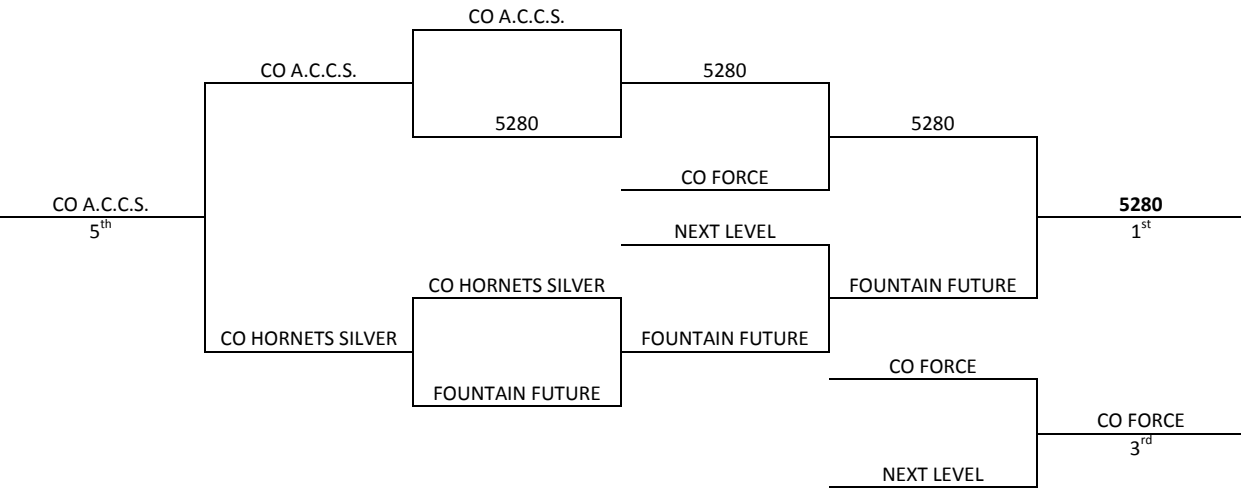 CO A.C.C.S.
CO A.C.C.S.
5280
5280
5280
CO FORCE
CO A.C.C.S.
5th
5280
1st
NEXT LEVEL
CO HORNETS SILVER
FOUNTAIN FUTURE
CO HORNETS SILVER
FOUNTAIN FUTURE
CO FORCE
FOUNTAIN FUTURE
CO FORCE
3rd
NEXT LEVEL